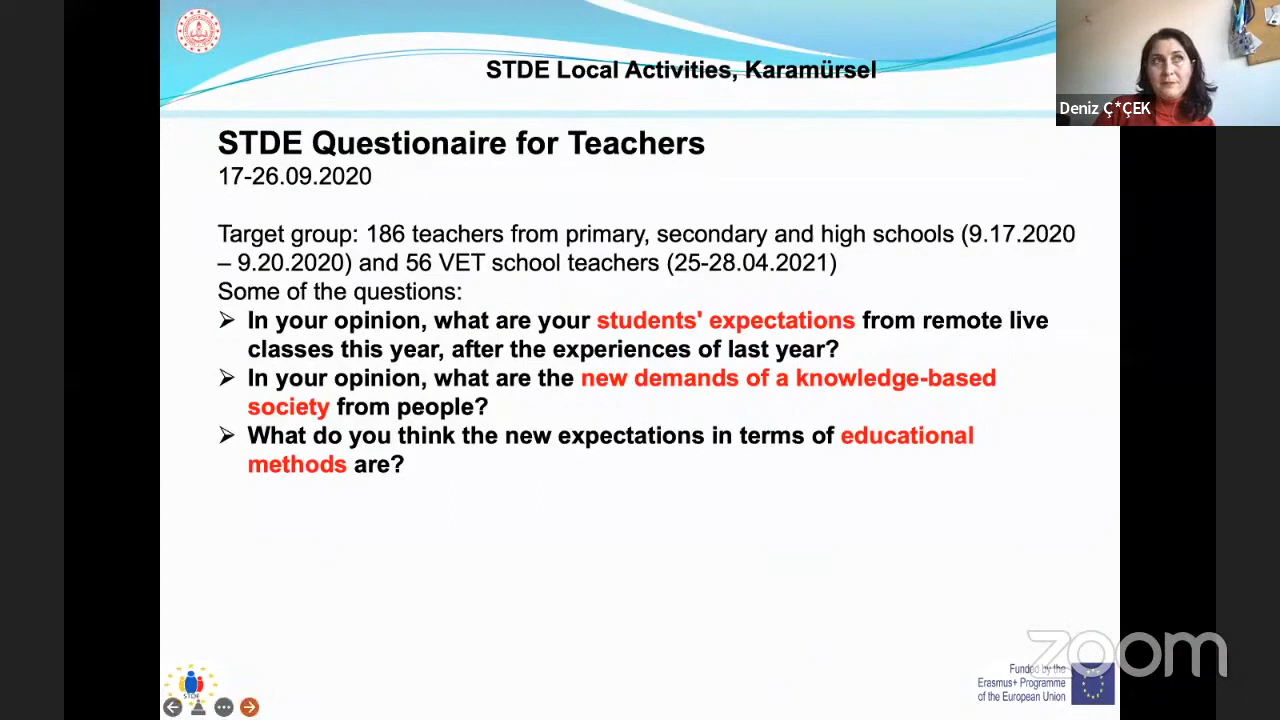 STDE Local Activities, Karamürsel
Deniz Ç*ÇEK
STDE Questionaire for Teachers
17-26.09.2020
Target group: 186 teachers from primary, secondary and high schools (9.17.2020
– 9.20.2020) and 56 VET school teachers (25-28.04.2021)
Some of the questions:
➢ In your opinion, what are your students' expectations from remote live
classes this year, after the experiences of last year?
➢ In your opinion, what are the new demands of a knowledge-based
society from people?
➢ What do you think the new expectations in terms of educational
methods are?
STDE
Funded by the
Erasmus+ Programme
of the European Union
zoom